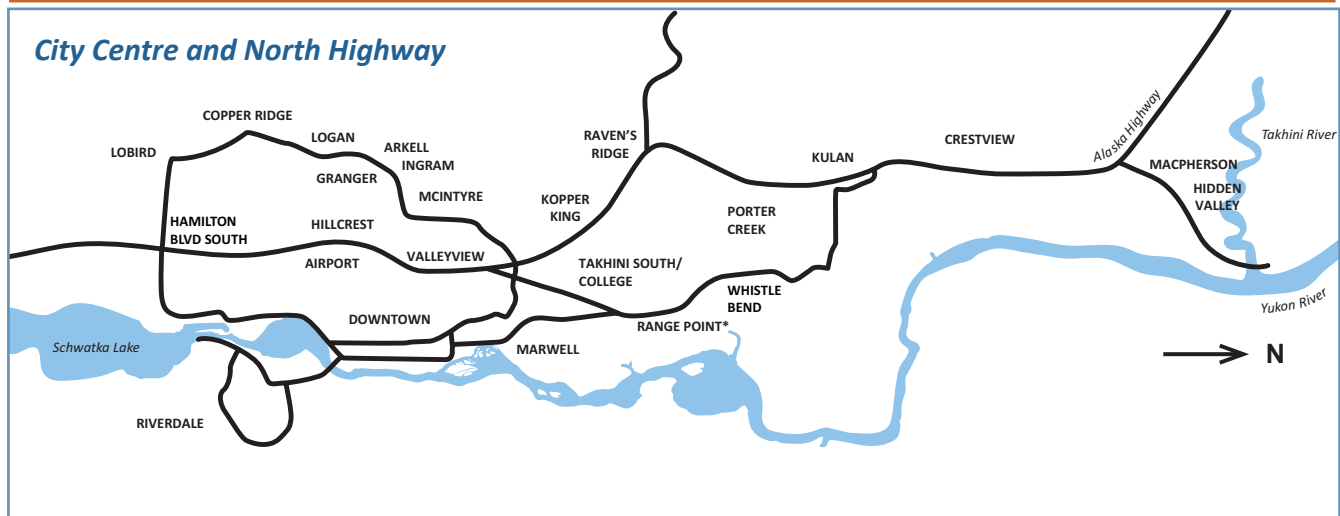 City Centre and North Highway
COPPER RIDGE
LOBIRD
LOGAN
ARKELL
INGRAM
GRANGER
MCINTYRE
HAMILTON
BLVD SOUTH
HILLCREST
AIRPORT
VALLEYVIEW
KOPPER
KING
RAVEN'S
RIDGE
TAKHINI SOUTH/
COLLEGE
KULAN
PORTER
CREEK
CRESTVIEW
Alaska Highway
Takhini River
MACPHERSON
HIDDEN
VALLEY
WHISTLE
BEND
RANGE POINT*
DOWNTOWN
MARWELL
Schwatka Lake
RIVERDALE
Yukon River
N